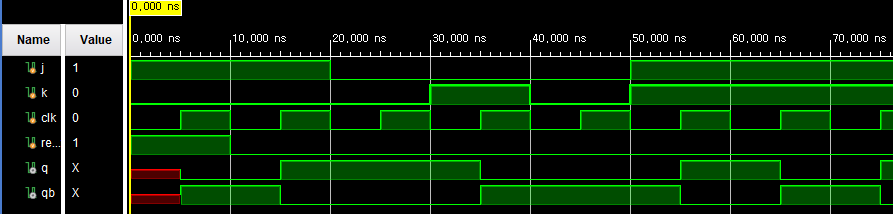 0,000 ns
Name Value 0,000 ns 10,000 ns 20,000 ns 30,000 ns 40,000 ns 50,000 ns 60,000 ns 70,000 ns
j 1
k 0
clk 0
re... 1
q X
qb X